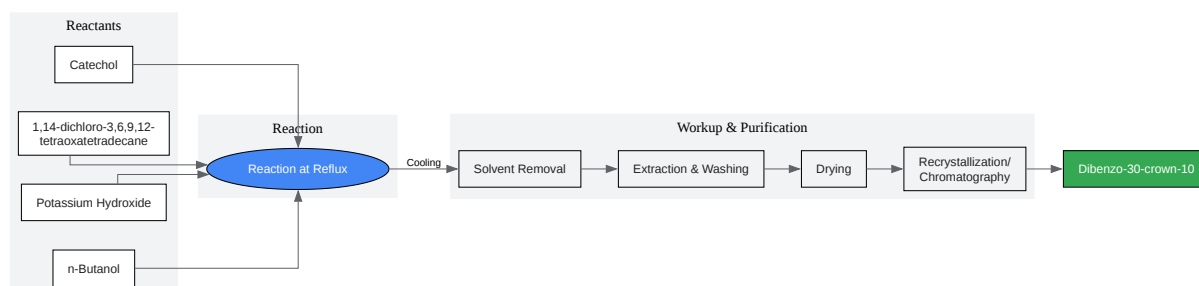 Reactants
Catechol
1,14-dichloro-3,6,9,12-
tetraoxatetradecane
Potassium Hydroxide
n-Butanol
Reaction
Reaction at Reflux
Cooling
Workup & Purification
Solvent Removal
Extraction & Washing
Drying
Recrystallization/
Chromatography
Dibenzo-30-crown-10